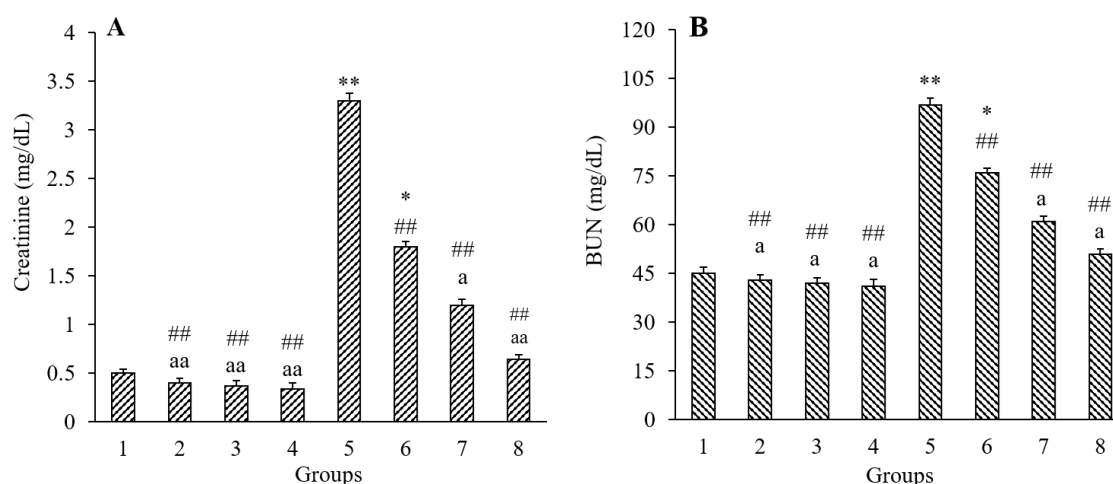 A
Creatinine (mg/dL)
4
3.5
3
2.5
2
1.5
1
0.5
0
**
*
##
##
a
##
aa
##
aa
##
aa
##
aa
1 2 3 4 5 6 7 8
Groups
B
BUN (mg/dL)
120
105
90
75
60
45
30
15
0
**
*
##
##
a
##
a
##
a
##
a
##
a
1 2 3 4 5 6 7 8
Groups